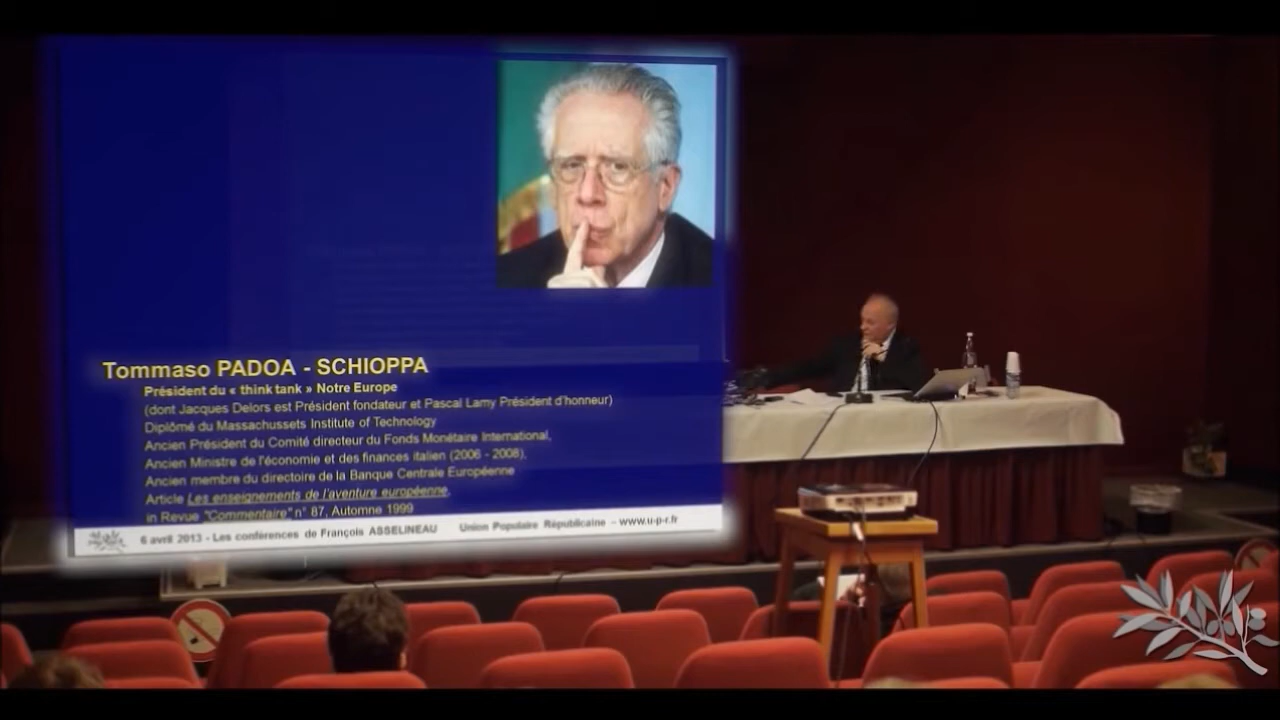 Tommaso PADOA - SCHIOPPA
Président du « think tank » Notre Europe
(dont Jacques Delors est Président fondateur et Pascal Lamy Président d'honneur)
Diplômé du Massachussets Institute of Technology
Ancien Président du Comité directeur du Fonds Monétaire International,
Ancien Ministre de l'économie et des finances italien (2006 - 2008),
Ancien membre du directoire de la Banque Centrale Européenne
Article Les enseignements de l'aventure européenne,
in Revue "Commentaire" n° 87, Automne 1999
6 avril 2013 - Les conférences de François ASSELINEAU Union Populaire Républicaine – www.u-p-r.fr